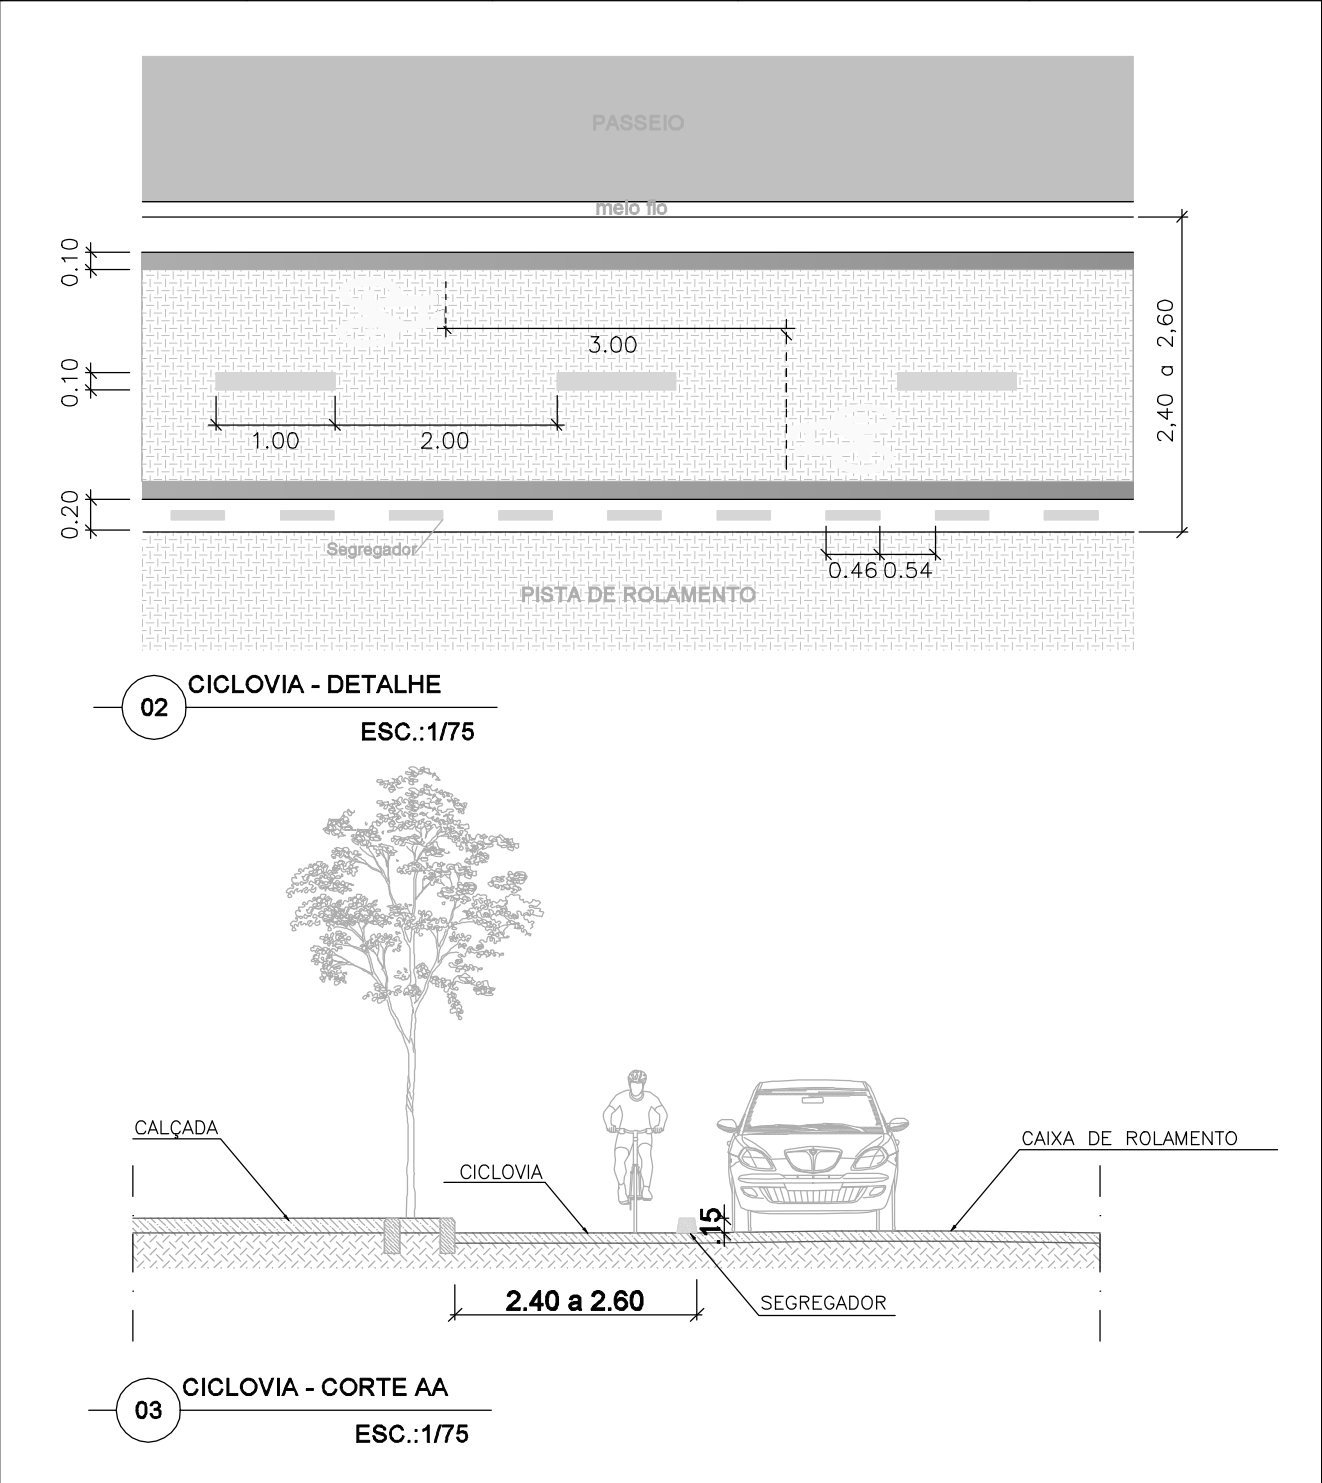 PASSEIO
meio fio
0.10
3.00
2,40 a 2,60
0.10
1.00
2.00
0.20
Segregador
0.46
0.54
PISTA DE ROLAMENTO
02
CICLOVIA - DETALHE
ESC.:1/75
CALÇADA
CAIXA DE ROLAMENTO
CICLOVIA
.15
2.40 a 2.60
SEGREGADOR
03
CICLOVIA - CORTE AA
ESC.:1/75